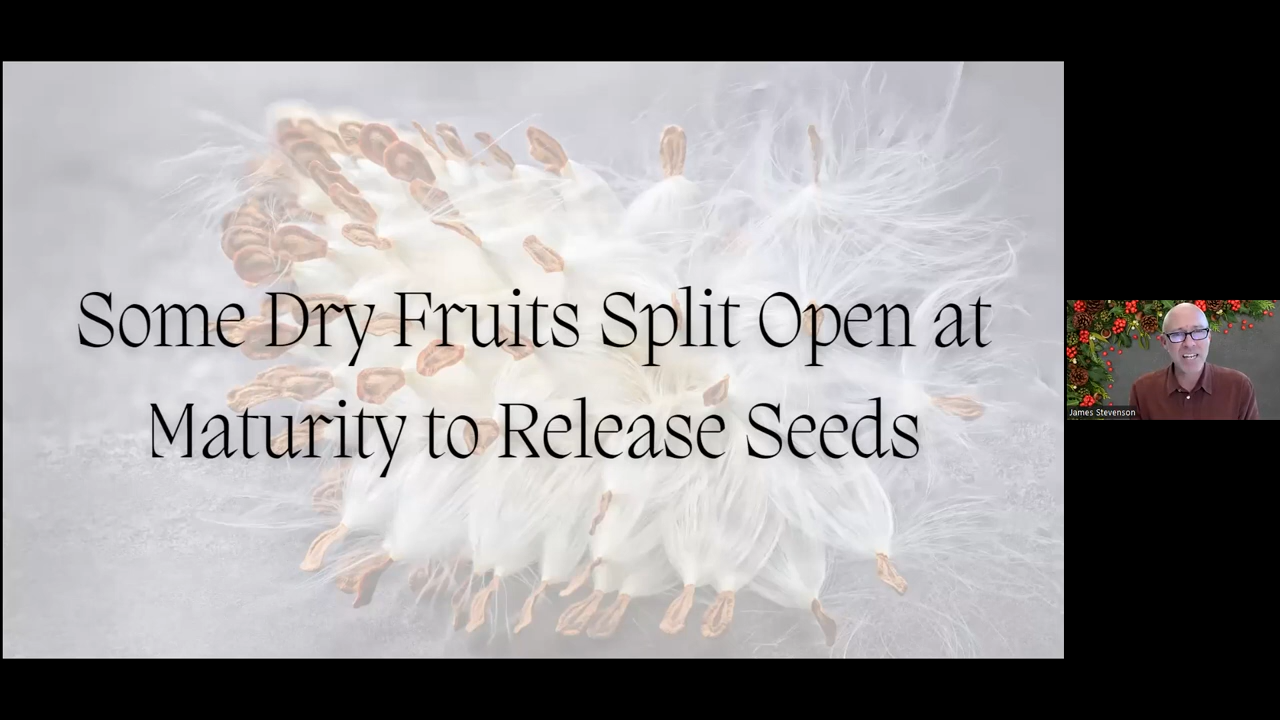 Some Dry Fruits Split Open at
Maturity to Release Seeds
James Stevenson